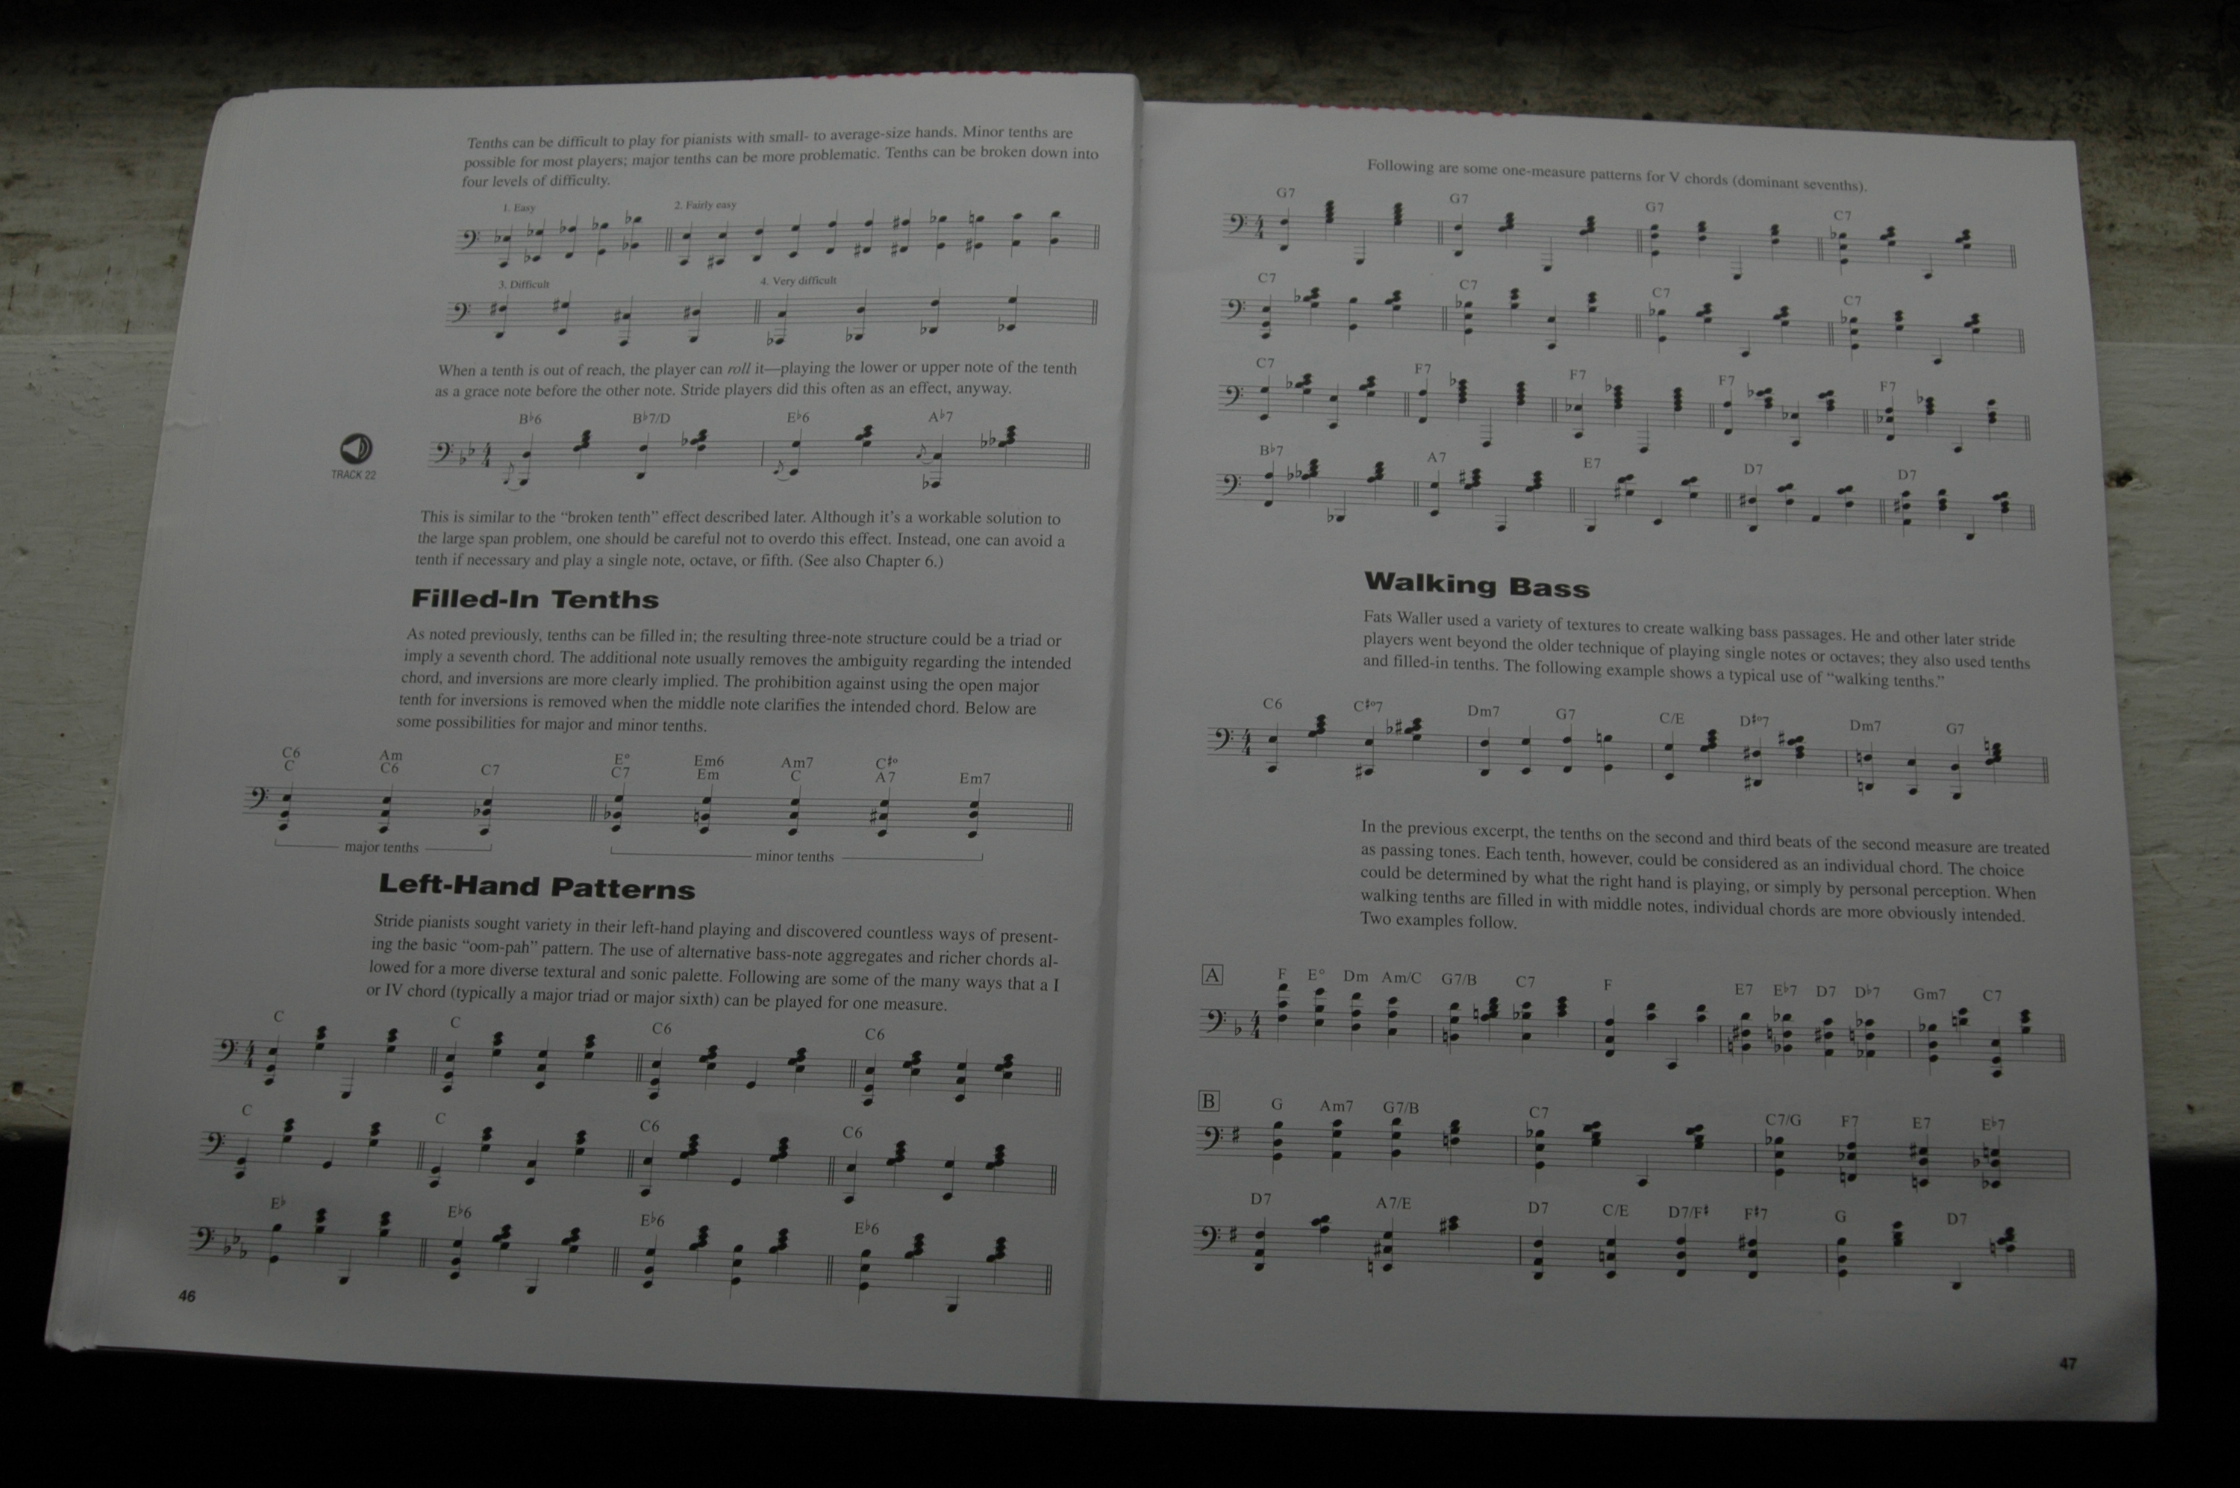 Tenths can be difficult to play for pianists with small- to average-size hands. Minor tenths are
possible for most players; major tenths can be more problematic. Tenths can be broken down into
four levels of difficulty.
1. Easy
2. Fairly easy
3. Difficult
4. Very difficult
When a tenth is out of reach, the player can roll it—playing the lower or upper note of the tenth
as a grace note before the other note. Stride players did this often as an effect, anyway.
B♭6 B♭7/D E♭6 A♭7
TRACK 22
This is similar to the “broken tenth” effect described later. Although it’s a workable solution to
the large span problem, one should be careful not to overdo this effect. Instead, one can avoid a
tenth if necessary and play a single note, octave, or fifth. (See also Chapter 6.)
Filled-In Tenths
As noted previously, tenths can be filled in; the resulting three-note structure could be a triad or
imply a seventh chord. The additional note usually removes the ambiguity regarding the intended
chord, and inversions are more clearly implied. The prohibition against using the open major
tenth for inversions is removed when the middle note clarifies the intended chord. Below are
some possibilities for major and minor tenths.
C6 Am E° Em6 Am7 C♯°
C C6 C7 C7 Em C A7 Em7
major tenths minor tenths
Left-Hand Patterns
Stride pianists sought variety in their left-hand playing and discovered countless ways of present-
ing the basic “oom-pah” pattern. The use of alternative bass-note aggregates and richer chords al-
lowed for a more diverse textural and sonic palette. Following are some of the many ways that a I
or IV chord (typically a major triad or major sixth) can be played for one measure.
C C C6 C6
C C C6 C6
E♭ E♭6 E♭6 E♭6
46
Following are some one-measure patterns for V chords (dominant sevenths).
G7 G7 G7 C7
C7 C7 C7 C7
C7 F7 F7 F7 F7
B♭7 A7 E7 D7 D7
Walking Bass
Fats Waller used a variety of textures to create walking bass passages. He and other later stride
players went beyond the older technique of playing single notes or octaves; they also used tenths
and filled-in tenths. The following example shows a typical use of “walking tenths.”
C6 C♯°7 Dm7 G7 C/E D♯°7 Dm7 G7
In the previous excerpt, the tenths on the second and third beats of the second measure are treated
as passing tones. Each tenth, however, could be considered as an individual chord. The choice
could be determined by what the right hand is playing, or simply by personal perception. When
walking tenths are filled in with middle notes, individual chords are more obviously intended.
Two examples follow.
A F E° Dm Am/C G7/B C7 F E7 E♭7 D7 D♭7 Gm7 C7
B G Am7 G7/B C7 C7/G F7 E7 E♭7
D7 A7/E D7 C/E D7/F♯ F♯7 G D7
47